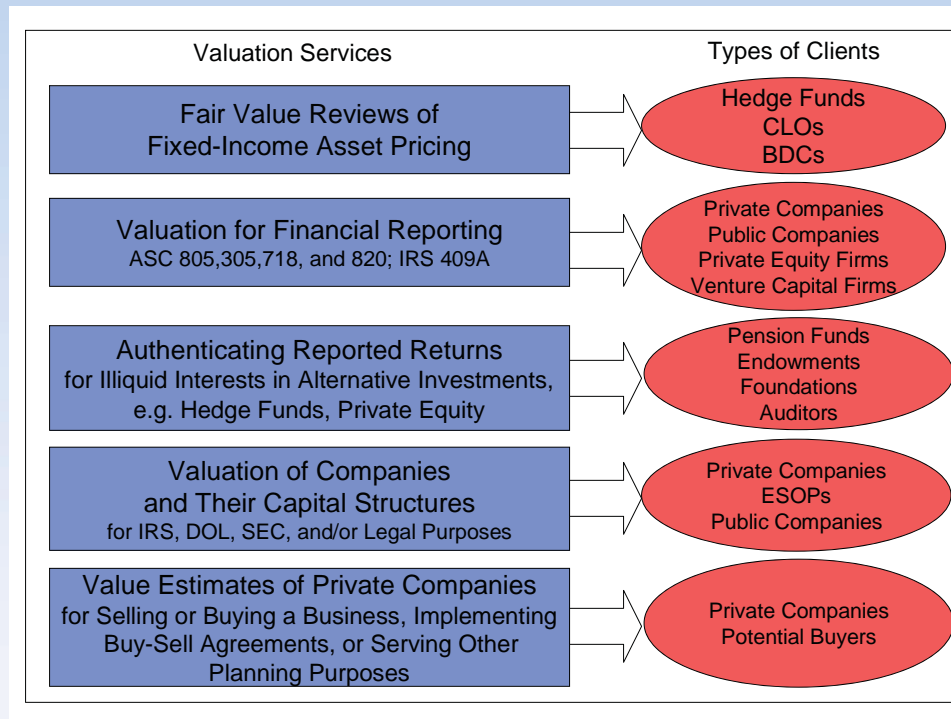 Valuation Services
Types of Clients
Fair Value Reviews of
Fixed-Income Asset Pricing
Hedge Funds
CLOs
BDCs
Valuation for Financial Reporting
ASC 805,305,718, and 820; IRS 409A
Private Companies
Public Companies
Private Equity Firms
Venture Capital Firms
Authenticating Reported Returns
for Illiquid Interests in Alternative Investments,
e.g. Hedge Funds, Private Equity
Pension Funds
Endowments
Foundations
Auditors
Valuation of Companies
and Their Capital Structures
for IRS, DOL, SEC, and/or Legal Purposes
Private Companies
ESOPs
Public Companies
Value Estimates of Private Companies
for Selling or Buying a Business, Implementing
Buy-Sell Agreements, or Serving Other
Planning Purposes
Private Companies
Potential Buyers